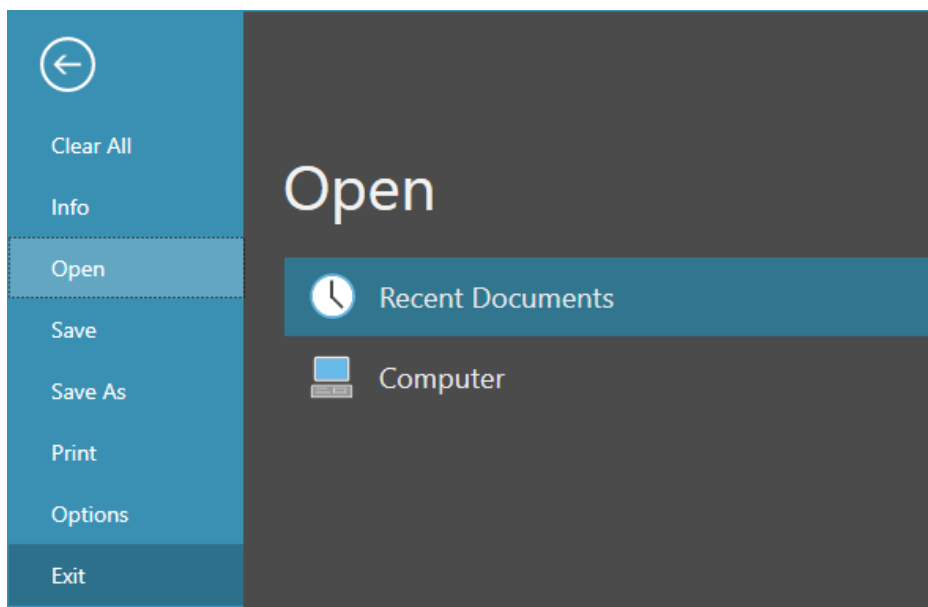 Clear All
Info
Open
Save
Save As
Print
Options
Exit
Open
Recent Documents
Computer